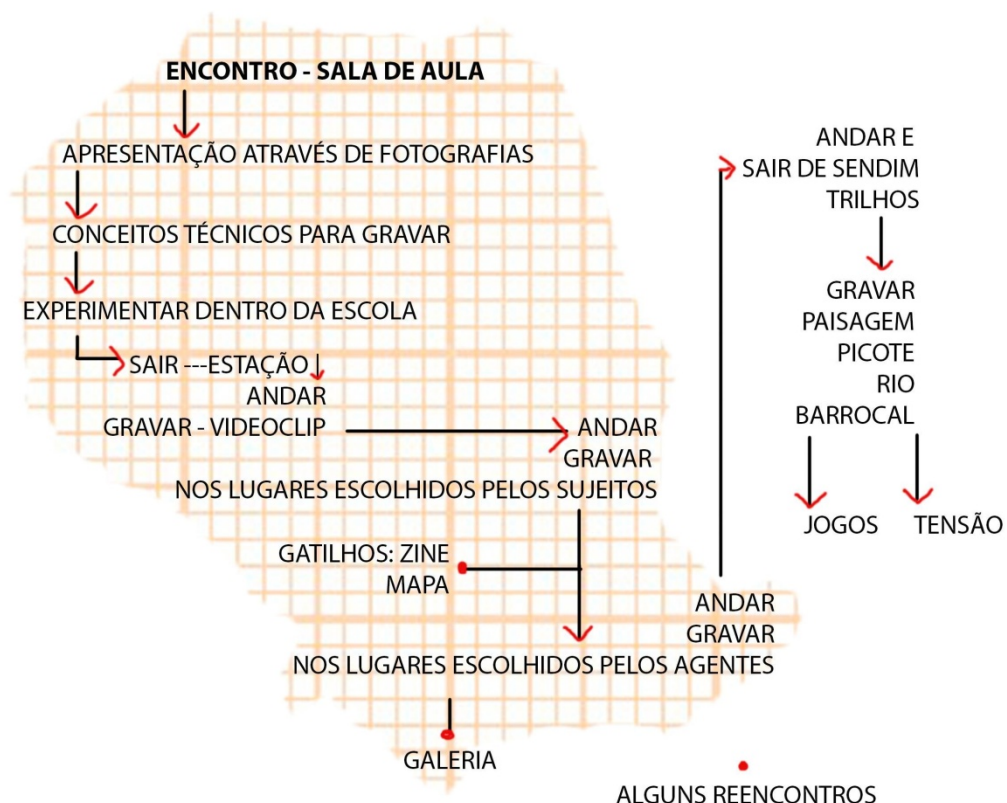 ENCONTRO - SALA DE AULA
APRESENTAÇÃO ATRAVÉS DE FOTOGRAFIAS
CONCEITOS TÉCNICOS PARA GRAVAR
EXPERIMENTAR DENTRO DA ESCOLA
SAIR ---ESTAÇÃO
ANDAR
GRAVAR - VIDEOCLIP
ANDAR
GRAVAR
NOS LUGARES ESCOLHIDOS PELOS SUJEITOS
GATILHOS: ZINE
MAPA
ANDAR
GRAVAR
NOS LUGARES ESCOLHIDOS PELOS AGENTES
GALERIA
ANDAR E
SAIR DE SENDIM
TRILHOS
GRAVAR
PAISAGEM
PICOTE
RIO
BARROCAL
JOGOS
TENSÃO
ALGUNS REENCONTROS